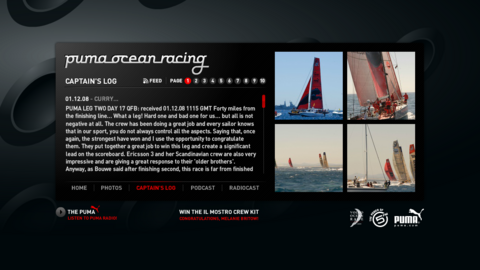 puma ocean racing
CAPTAIN'S LOG
FEED
PAGE 1 2 3 4 5 6 7 8 9 10
01.12.08 - CURRY...
PUMA LEG TWO DAY 17 QFB: received 01.12.08 1115 GMT Forty miles from
the finishing line... What a leg! Hard one and bad one for us... but all is not
negative at all. The crew has been doing a great job and every sailor knows
that in our sport, you do not always control all the aspects. Saying that, once
again, the strongest have won and I use the opportunity to congratulate
them. They put together a great job to win this leg and create a significant
lead on the scoreboard. Ericsson 3 and her Scandinavian crew are also very
impressive and are giving a great response to their 'older brothers'.
Anyway, as Bouwe said after finishing second, this race is far from finished
HOME PHOTOS CAPTAIN'S LOG PODCAST RADIOCAST
THE PUMA
LISTEN TO PUMA RADIO
WIN THE IL MOSTRO CREW KIT
CONGRATULATIONS, MELANIE
PUMA
puma.com